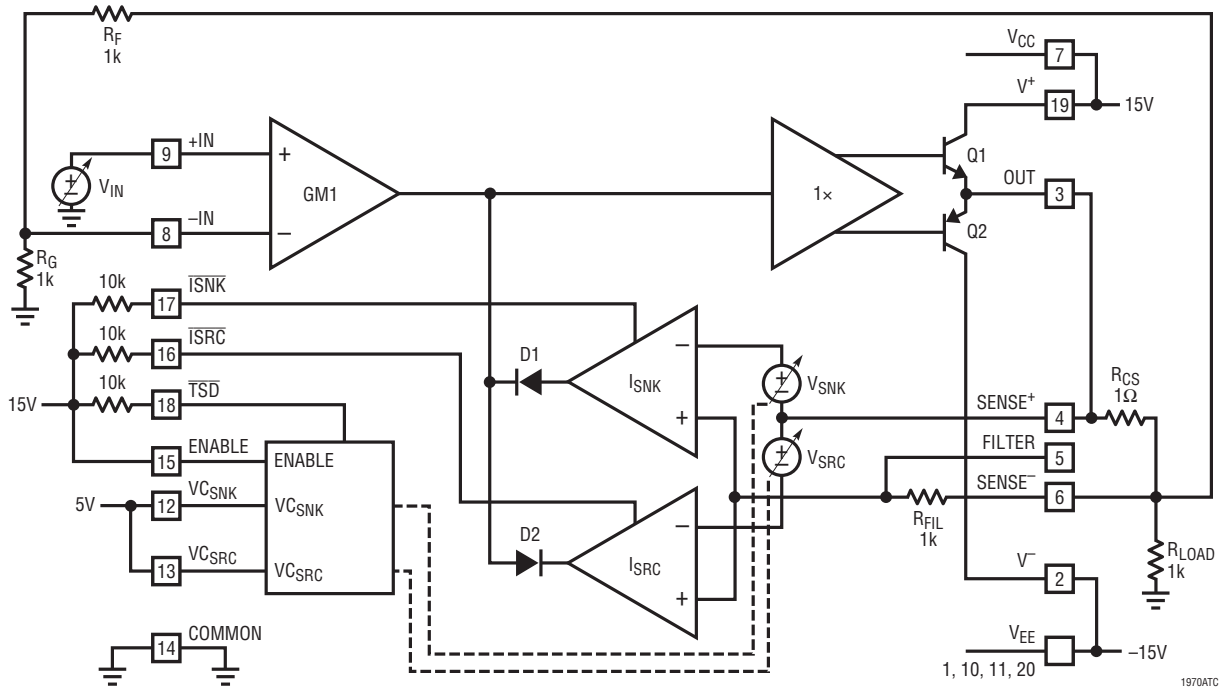 RF
1k
VCC
7
V+
19
15V
9
+IN
+
GM1
VIN
–IN
8
–
1×
Q1
OUT
3
Q2
RG
1k
10k
17
ISNK
10k
16
ISRC
10k
18
TSD
15V
15
ENABLE
ENABLE
5V
12
VCSNK
VCSNK
13
VCSRC
VCSRC
14
COMMON
D1
ISNK
–
+
D2
ISRC
–
+
+
–
VSNK
+
–
VSRC
SENSE+
4
RCS
1Ω
FILTER
5
SENSE–
6
RFIL
1k
RLOAD
1k
V–
2
VEE
1, 10, 11, 20
–15V
1970ATC